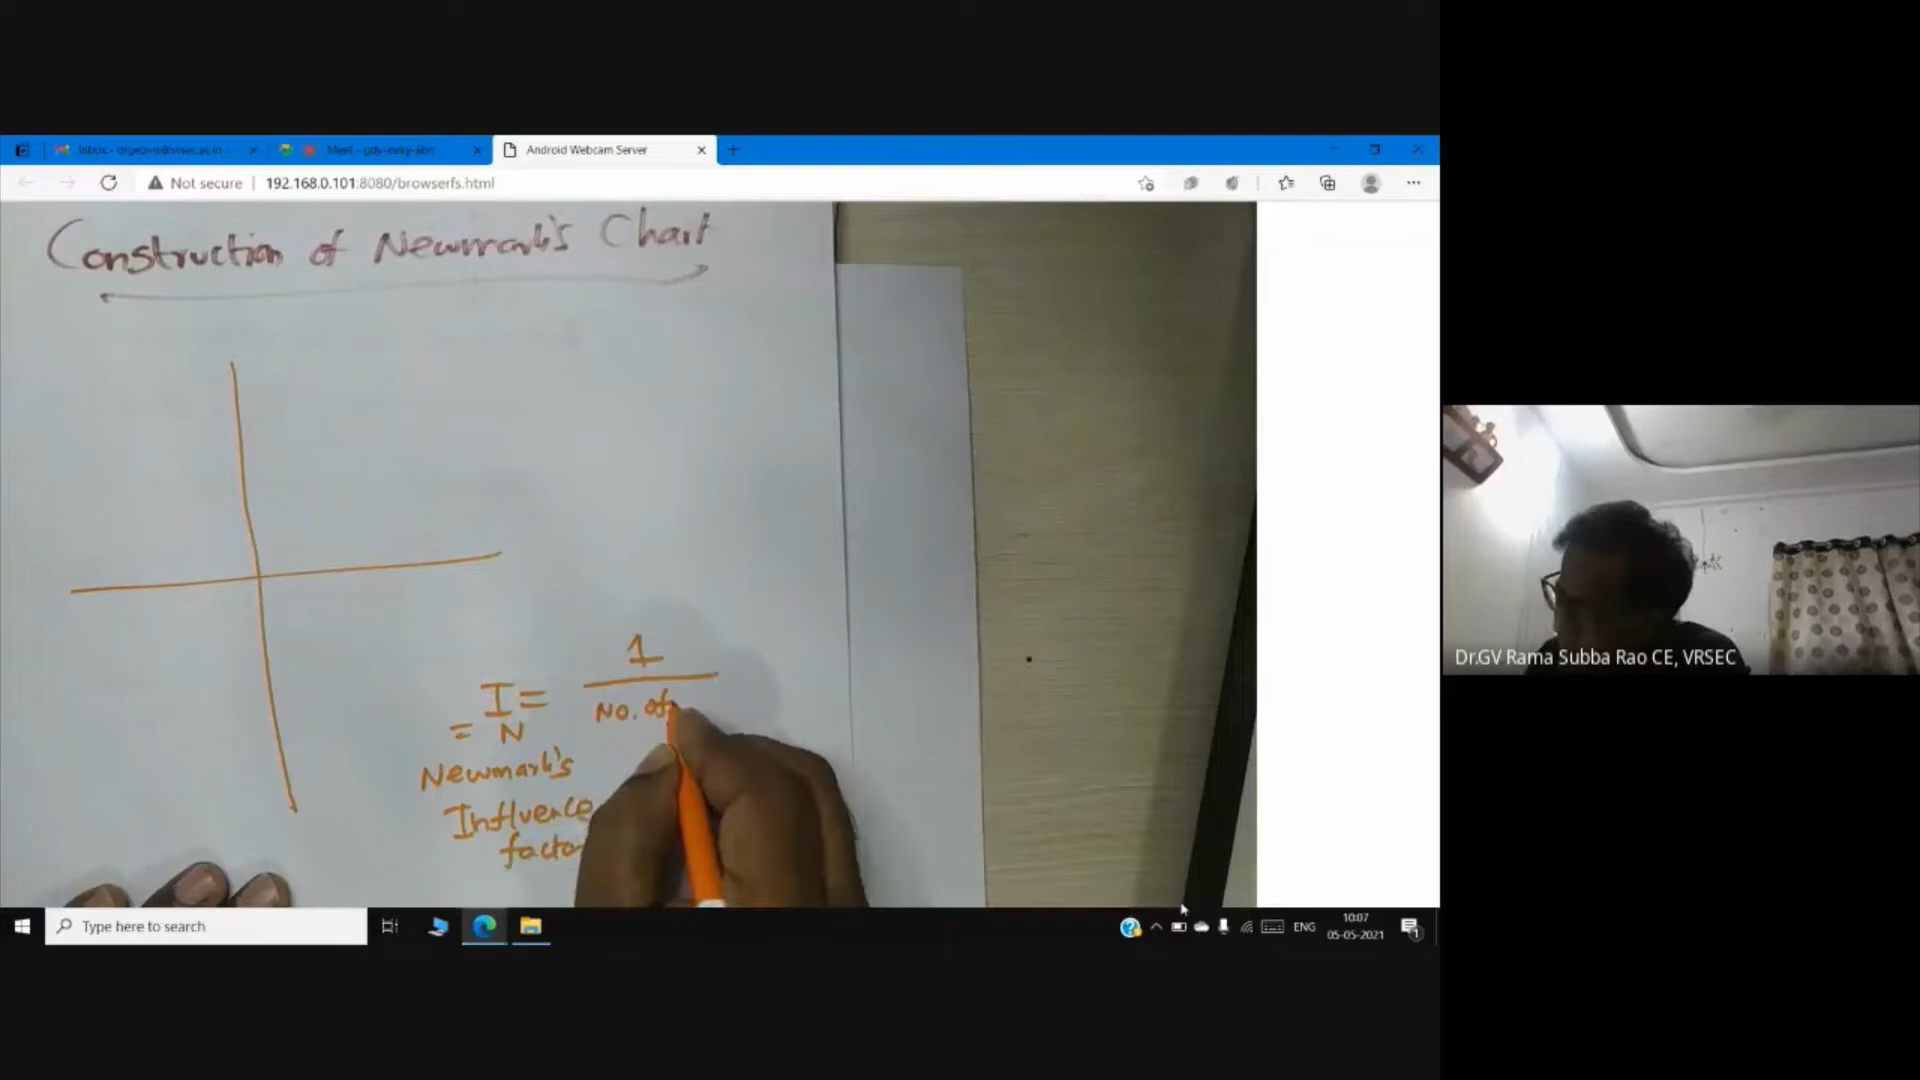 Meet - gdy-
Android Webcam Server
Not secure
192.168.0.101:8080/browserfs.html
Construction of Newmark's Chart
1
I =
No. of
= N
Newmark's
Influence
factor
Dr.GV Rama Subba Rao CE, VRSEC
Type here to search
ENG
10:07
05-05-2021
1